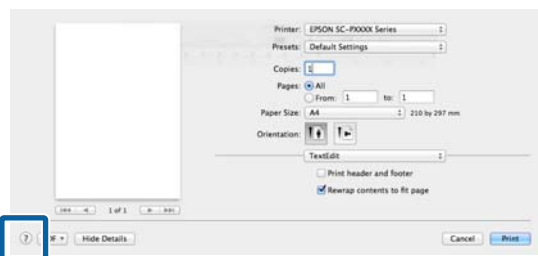 Printer: EPSON SC-PXXXX Series
Presets: Default Settings
Copies: 1
Pages: All
From: 1 to: 1
Paper Size: A4 210 by 297 mm
Orientation:
TextEdit
Print header and footer
Rewrap contents to fit page
1 of 1
? DF Hide Details Cancel Print